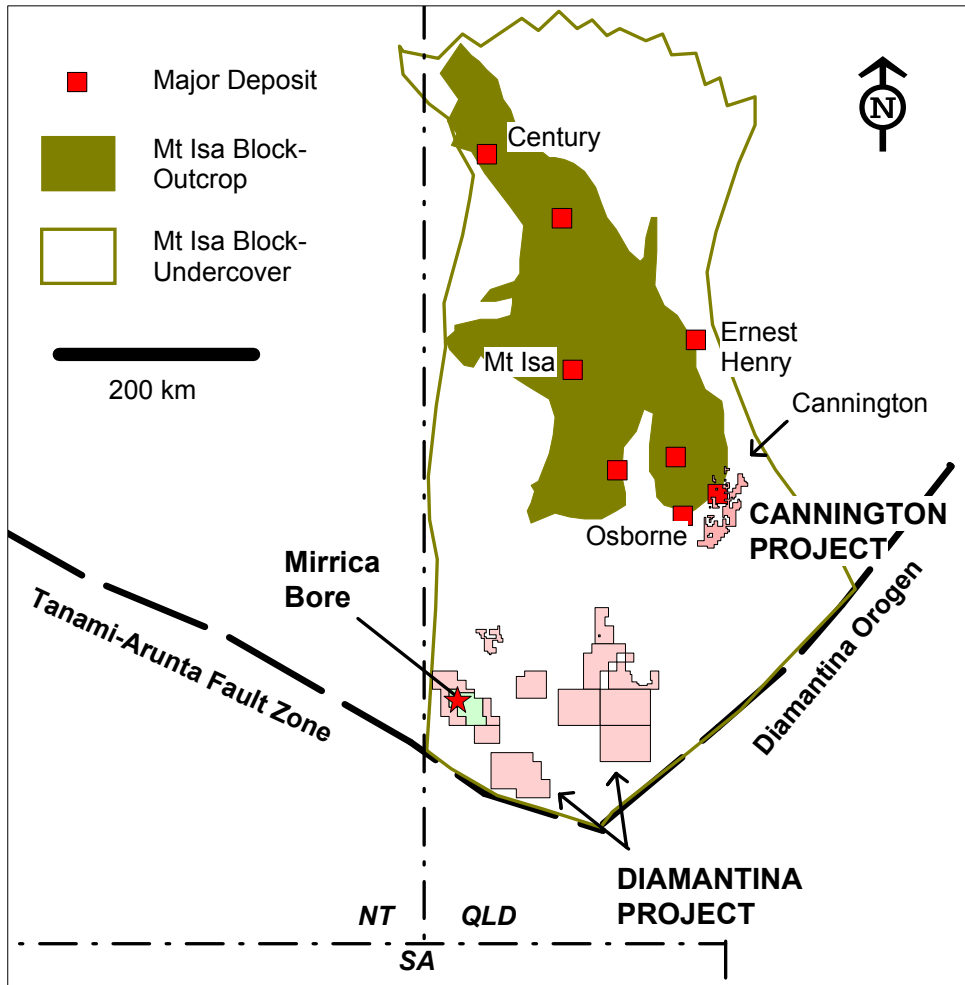 Major Deposit
Mt Isa Block-
Outcrop
Mt Isa Block-
Undercover
200 km
N
Century
Mt Isa
Ernest
Henry
Cannington
Osborne
CANNINGTON
PROJECT
Mirrica
Bore
Tanami-Arunta Fault Zone
Diamantina Orogen
DIAMANTINA
PROJECT
NT
QLD
SA